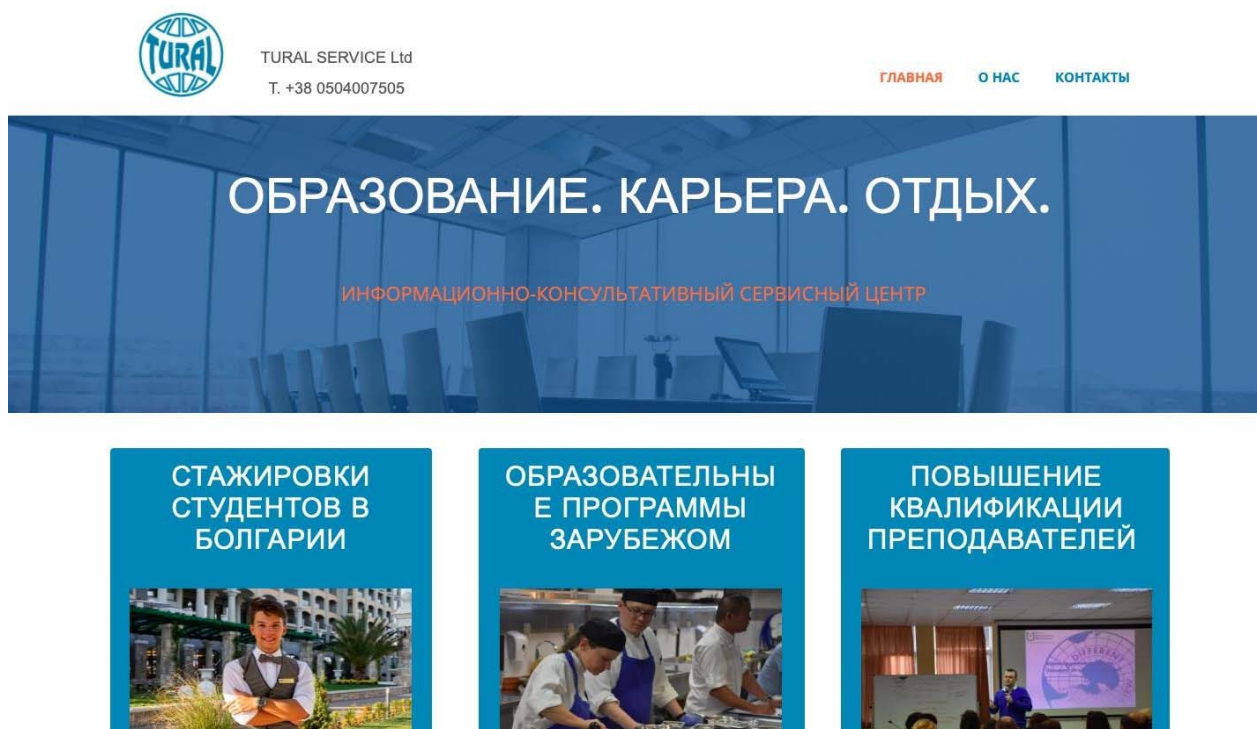 TURAL
TURAL SERVICE Ltd
T. +38 0504007505
ГЛАВНАЯ О НАС КОНТАКТЫ
ОБРАЗОВАНИЕ. КАРЬЕРА. ОТДЫХ.
ИНФОРМАЦИОННО-КОНСУЛЬТАТИВНЫЙ СЕРВИСНЫЙ ЦЕНТР
СТАЖИРОВКИ
СТУДЕНТОВ В
БОЛГАРИИ
ОБРАЗОВАТЕЛЬНЫ
Е ПРОГРАММЫ
ЗАРУБЕЖОМ
ПОВЫШЕНИЕ
КВАЛИФИКАЦИИ
ПРЕПОДАВАТЕЛЕЙ
DIFFERENT